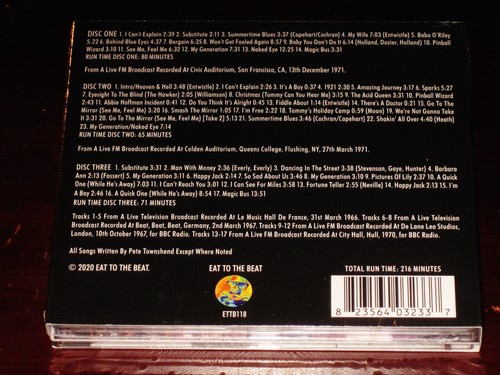 DISC ONE 1. I Can't Explain 2:39 2. Substitute 2:11 3. Summertime Blues 3:37 (Capehart/Cochran) 4. My Wife 7:03 (Entwistle) 5. Baba O'Riley
5:22 6. Behind Blue Eyes 4:37 7. Bargain 6:35 8. Won't Get Fooled Again 8:57 9. Baby You Don't Do It (Holland, Dozier, Holland) 10. Pinball
Wizard 3:10 11. See Me, Feel Me 6:32 12. My Generation 7:31 13. Naked Eye 12:25 14. Magic Bus 3:31
RUN TIME DISC ONE: 80 MINUTES
From A Live FM Broadcast Recorded At Civic Auditorium, San Francisco, CA, 13th December 1971.
DISC TWO 1. Intro/Heaven & Hell 3:48 (Entwistle) 2. I Can't Explain 2:26 3. It's A Boy 0:37 4. 1921 2:30 5. Amazing Journey 3:17 6. Sparks 5:27
7. Eyesight To The Blind (The Hawker) 2:05 (Williamson) 8. Christmas (Tommy Can You Hear Me) 3:15 9. The Acid Queen 3:31 10. Pinball
Wizard 2:43 11. Abbie Hoffman Incident 0:41 12. Do You Think It's Alright 0:45 13. Fiddle About 1:14 (Entwistle) 14. There's A Doctor 0:21 15. Go To The
Mirror (See Me, Feel Me) 3:20 16. Smash The Mirror 1:05 17. I'm Free 2:22 18. Tommy's Holiday Camp 0:59 (Moon) 19. We're Not Gonna Take
It 3:31 20. Go To The Mirror (See Me, Feel Me) [Take 2] 5:13 21. Summertime Blues 3:46 (Cochran/Capehart) 22. Shakin' All Over 4:40 (Heath)
23. My Generation/Naked Eye 7:14
RUN TIME DISC TWO: 65 MINUTES
From A Live FM Broadcast Recorded At Colden Auditorium, Queens College, Flushing, NY, 27th March 1971.
DISC THREE 1. Substitute 3:31 2. Man With Money 2:36 (Everly, Everly) 3. Dancing In The Street 3:38 (Stevenson, Gaye, Hunter) 4. Barbara
Ann 2:13 (Fassert) 5. My Generation 3:11 6. Happy Jack 2:14 7. So Sad About Us 3:46 8. My Generation 3:10 9. Pictures Of Lily 2:37 10. A Quick
One (While He's Away) 7:03 11. I Can't Reach You 3:01 12. I Can See For Miles 3:58 13. Fortune Teller 2:55 (Neville) 14. Happy Jack 2:13 15. I'm
A Boy 2:46 16. A Quick One (While He's Away) 8:54 17. Magic Bus 13:51
RUN TIME DISC THREE: 71 MINUTES
Tracks 1-5 From A Live Television Broadcast Recorded At Le Music Hall De France, 31st March 1966. Tracks 6-8 From A Live Television
Broadcast Recorded At Beat, Beat, Beat, Germany, 2nd March 1967. Tracks 9-12 From A Live FM Broadcast Recorded At De Lane Lea Studios,
London, 10th October 1967, for BBC Radio. Tracks 13-17 From A Live FM Broadcast Recorded At City Hall, Hull, 1970, for BBC Radio.
All Songs Written By Pete Townshend Except Where Noted
© 2020 EAT TO THE BEAT.
EAT TO THE BEAT
ETTB118
TOTAL RUN TIME: 216 MINUTES
8 23564 03233 7